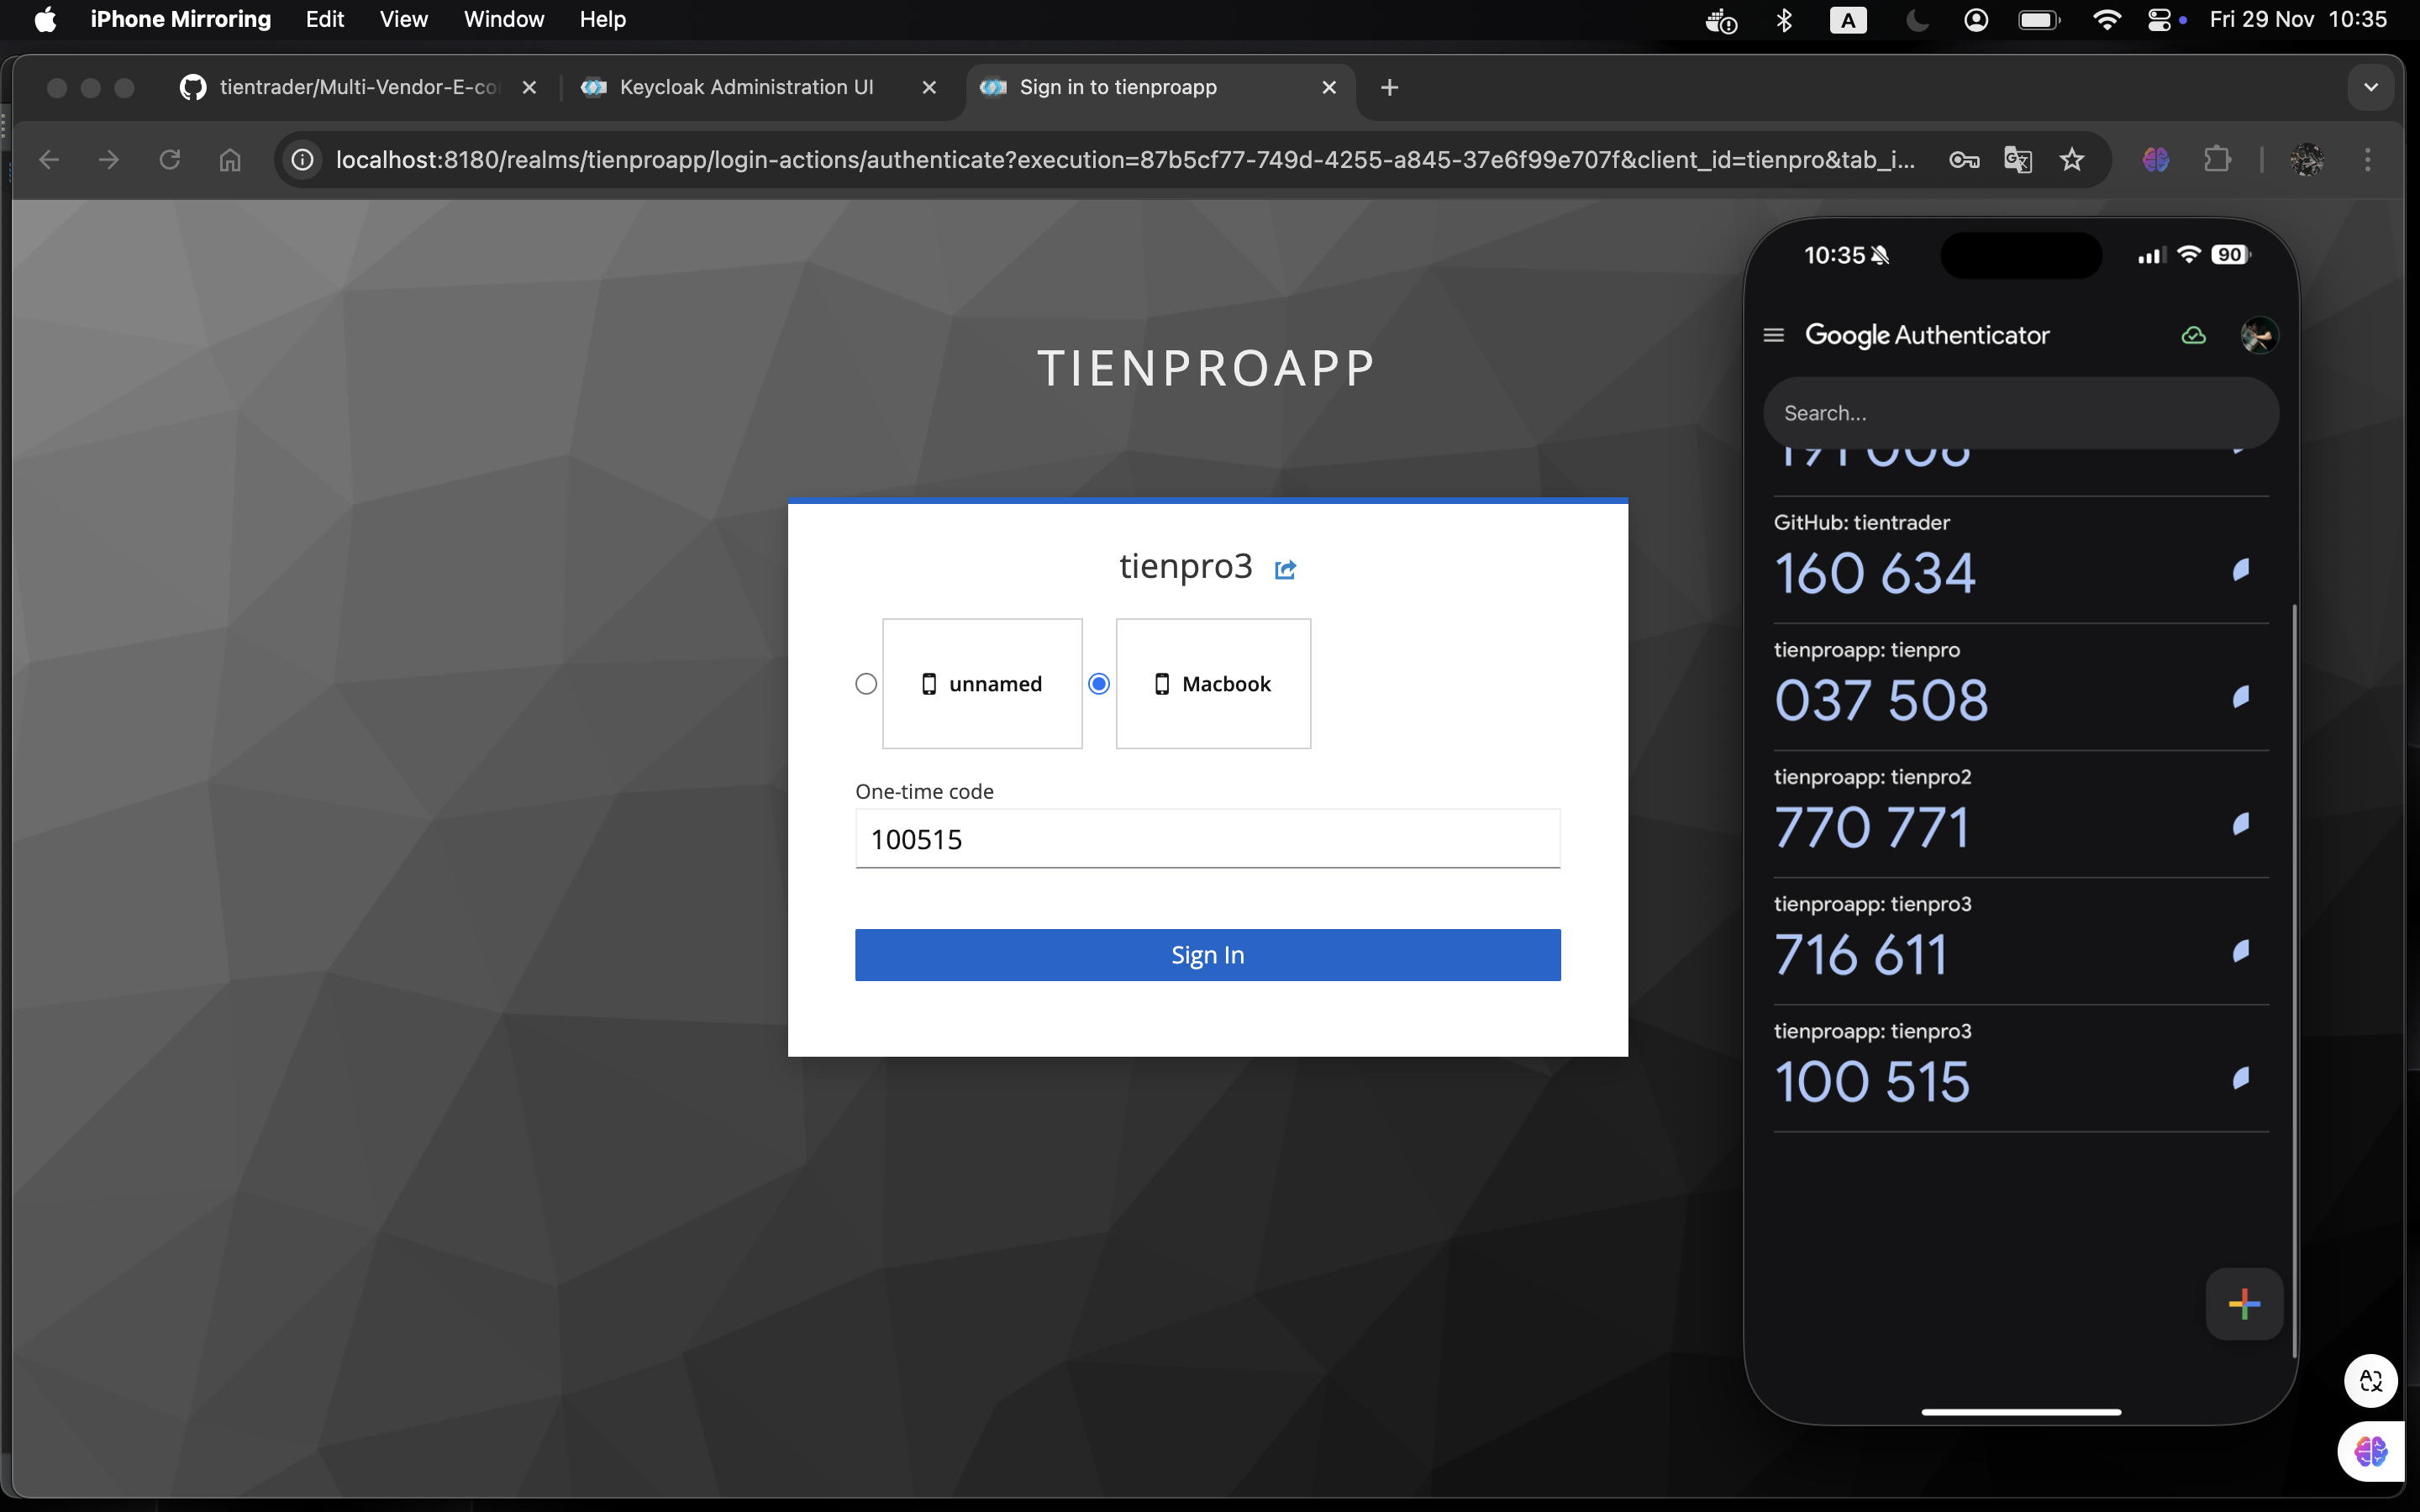 iPhone Mirroring Edit View Window Help A Fri 29 Nov 10:35
tientrader/Multi-Vendor-E-co Keycloak Administration UI Sign in to tienproapp
localhost:8180/realms/tienproapp/login-actions/authenticate?execution=87b5cf77-749d-4255-a845-37e6f99e707f&client_id=tienpro&tab_i...
TIENPROAPP
tienpro3
unnamed Macbook
One-time code
100515
Sign In
10:35 90
Google Authenticator
Search...
GitHub: tientrader
160 634
tienproapp: tienpro
037 508
tienproapp: tienpro2
770 771
tienproapp: tienpro3
716 611
tienproapp: tienpro3
100 515